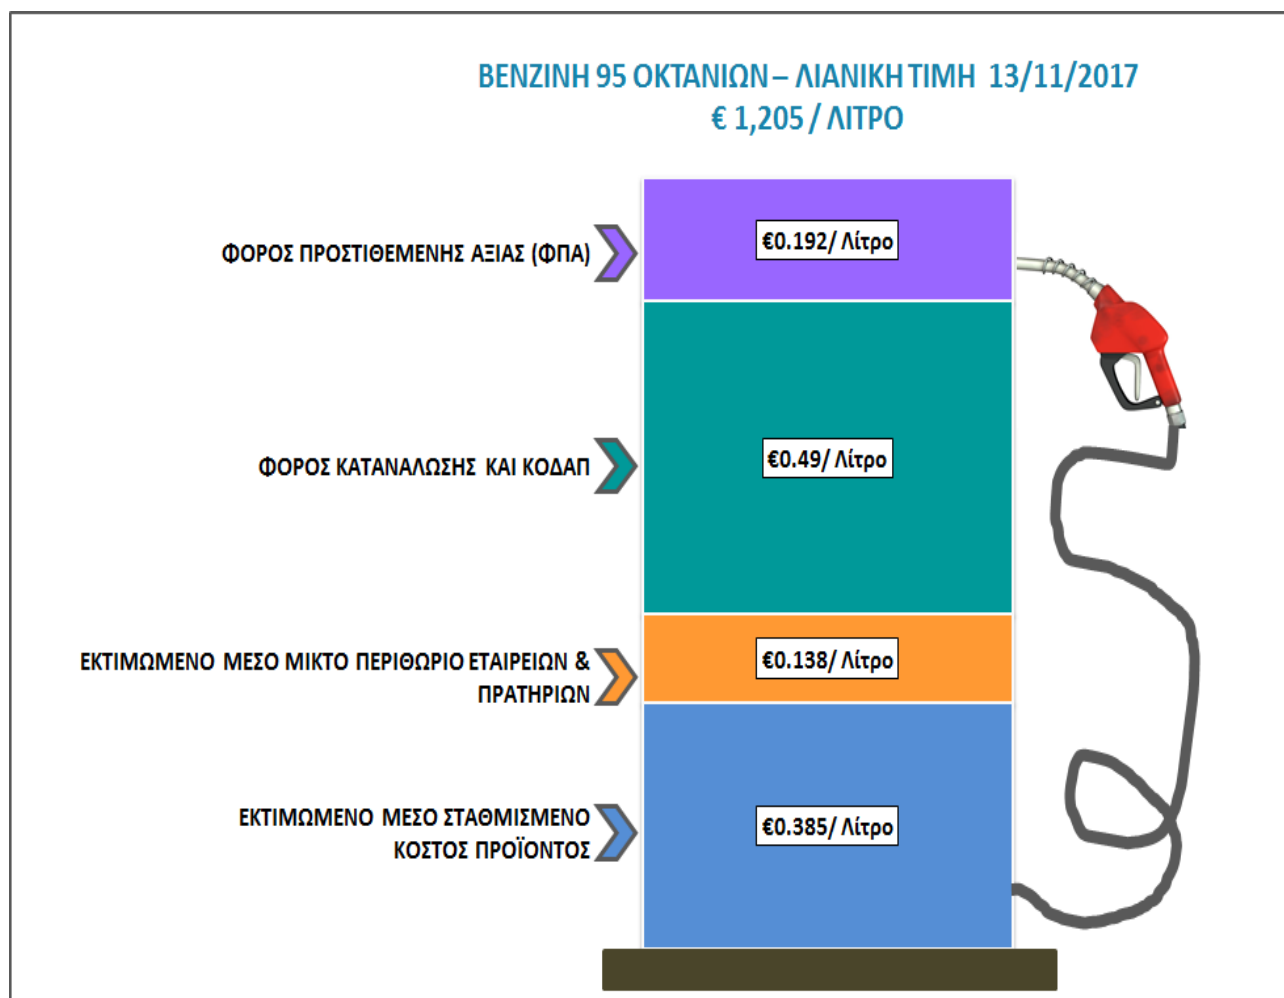 ΒΕΝΖΙΝΗ 95 ΟΚΤΑΝΙΩΝ – ΛΙΑΝΙΚΗ ΤΙΜΗ 13/11/2017
€ 1,205 / ΛΙΤΡΟ
ΦΟΡΟΣ ΠΡΟΣΤΙΘΕΜΕΝΗΣ ΑΞΙΑΣ (ΦΠΑ)
€0.192/ Λίτρο
ΦΟΡΟΣ ΚΑΤΑΝΑΛΩΣΗΣ ΚΑΙ ΚΟΔΑΠ
€0.49/ Λίτρο
ΕΚΤΙΜΩΜΕΝΟ ΜΕΣΟ ΜΙΚΤΟ ΠΕΡΙΘΩΡΙΟ ΕΤΑΙΡΕΙΩΝ &
ΠΡΑΤΗΡΙΩΝ
€0.138/ Λίτρο
ΕΚΤΙΜΩΜΕΝΟ ΜΕΣΟ ΣΤΑΘΜΙΣΜΕΝΟ
ΚΟΣΤΟΣ ΠΡΟΪΟΝΤΟΣ
€0.385/ Λίτρο